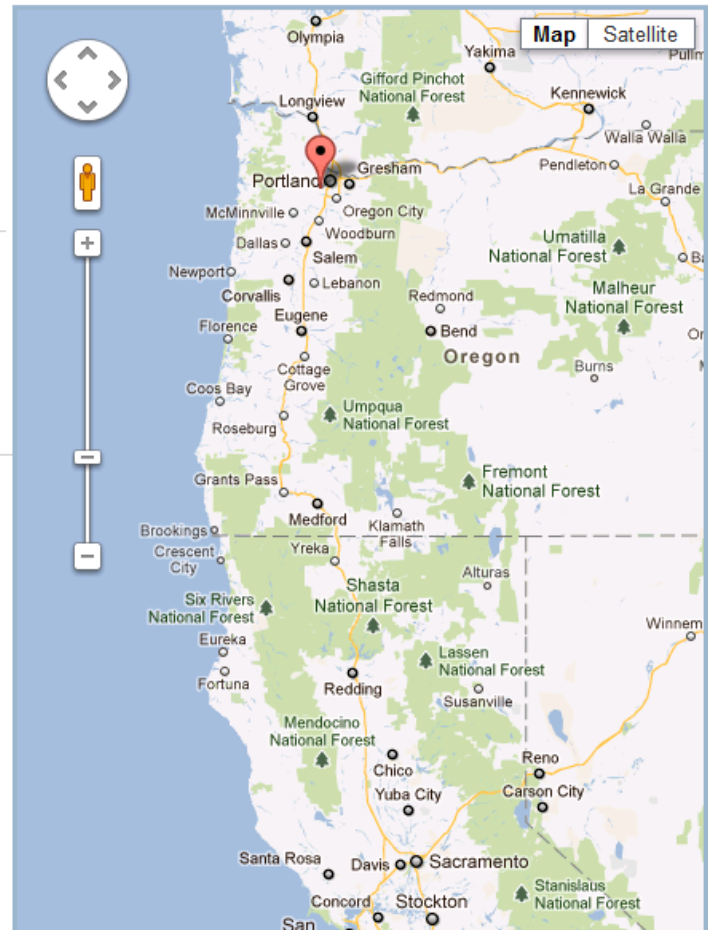 Olympia
Map
Satellite
Yakima
Pullm
Gifford Pinchot
National Forest
Kennewick
Longview
Walla Walla
Pendleton
Gresham
Portland
La Grande
McMinnville
Oregon City
Woodburn
Umatilla
National Forest
Dallas
Salem
Ba
Newport
Lebanon
Malheur
National Forest
Corvallis
Redmond
Eugene
Florence
Bend
Or
Oregon
Cottage
Grove
Burns
Coos Bay
Umpqua
National Forest
Roseburg
Fremont
National Forest
Grants Pass
Medford
Klamath
Falls
Brookings
Crescent
City
Yreka
Alturas
Shasta
National Forest
Six Rivers
National Forest
Winnem
Eureka
Lassen
National Forest
Fortuna
Redding
Susanville
Mendocino
National Forest
Chico
Reno
Yuba City
Carson City
Santa Rosa
Davis
Sacramento
Stanislaus
National Forest
Concord
Stockton
San